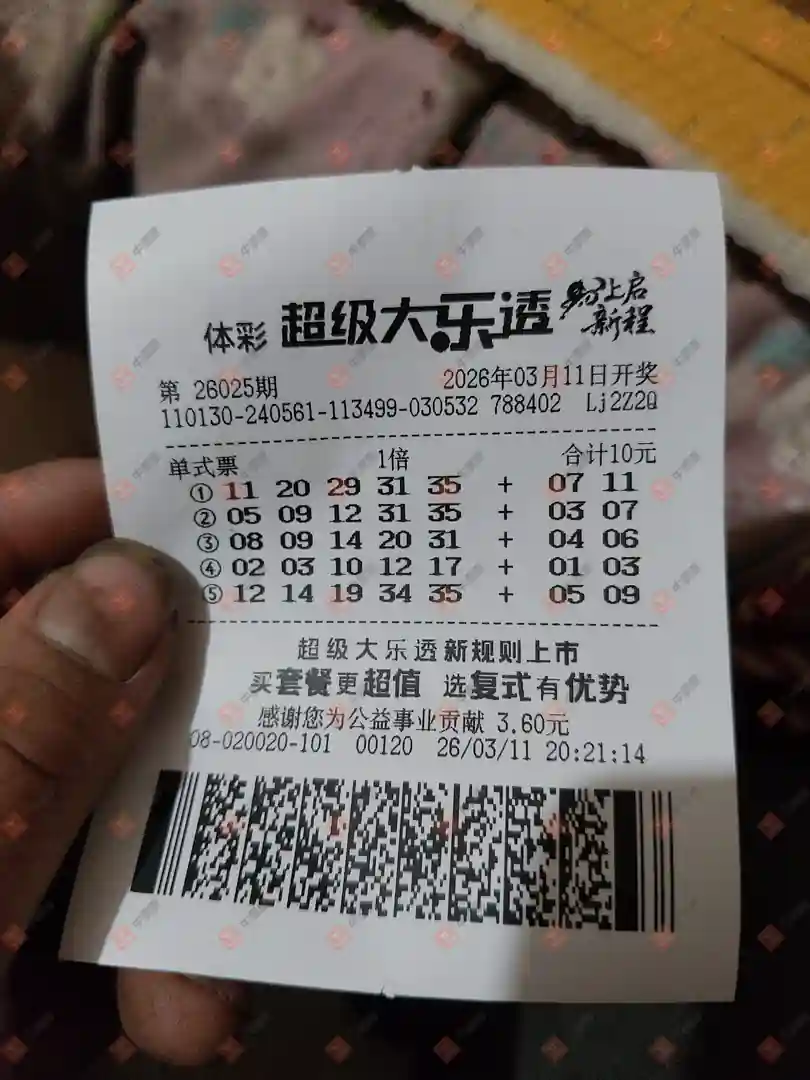 体彩 超级大乐透 马上启
新程
第 26025期 2026年03月11日开奖
110130-240561-113499-030532 788402 Lj2Z2Q
单式票 1倍 合计10元
① 11 20 29 31 35 + 07 11
② 05 09 12 31 35 + 03 07
③ 08 09 14 20 31 + 04 06
④ 02 03 10 12 17 + 01 03
⑤ 12 14 19 34 35 + 05 09
超级大乐透新规则上市
买套餐更超值 选复式有优势
感谢您为公益事业贡献 3.60元
08-020020-101 00120 26/03/11 20:21:14